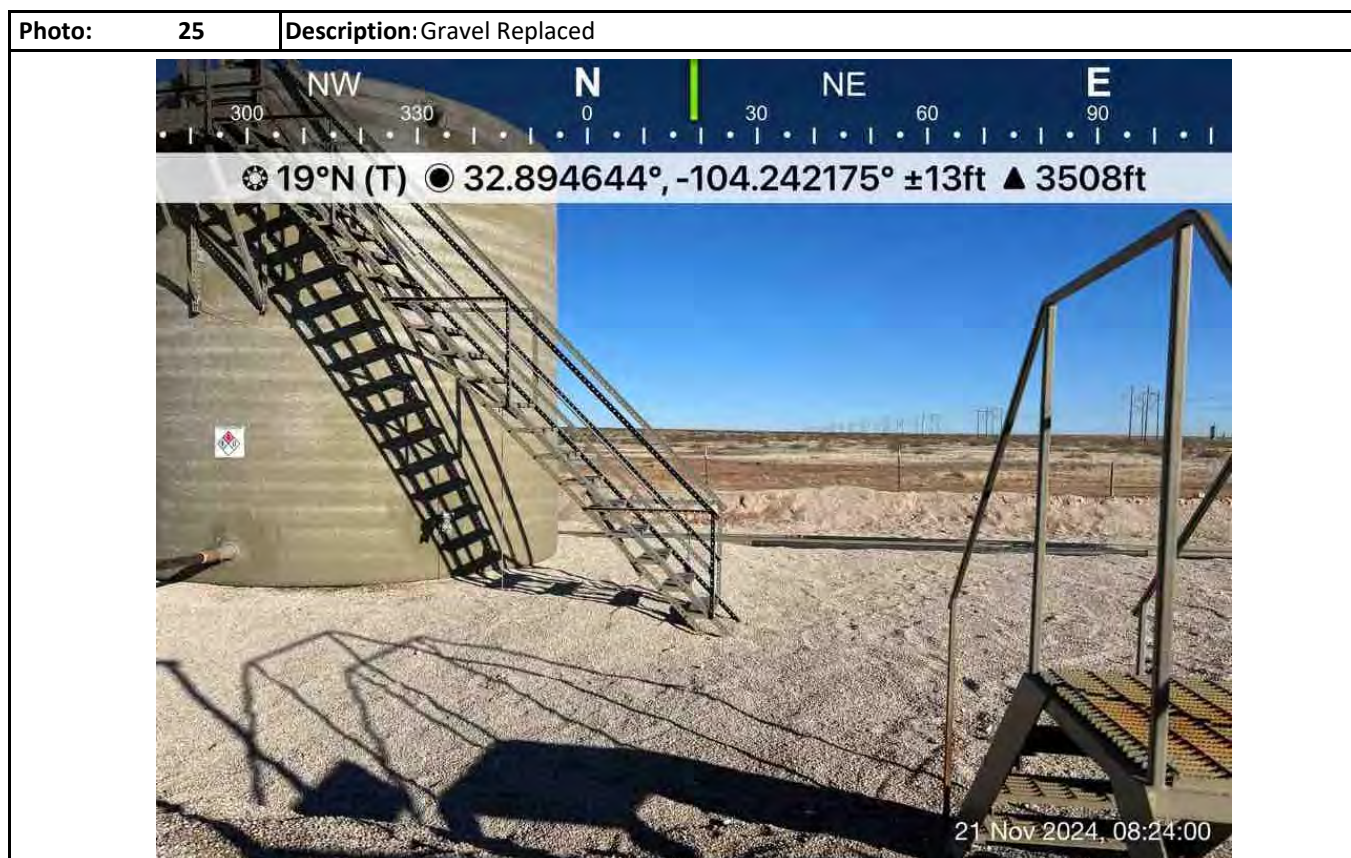 Photo: 25 Description: Gravel Replaced
NW N NE E
300 330 0 30 60 90
19°N (T) 32.894644°, -104.242175° ±13ft ▲ 3508ft
21 Nov 2024, 08:24:00